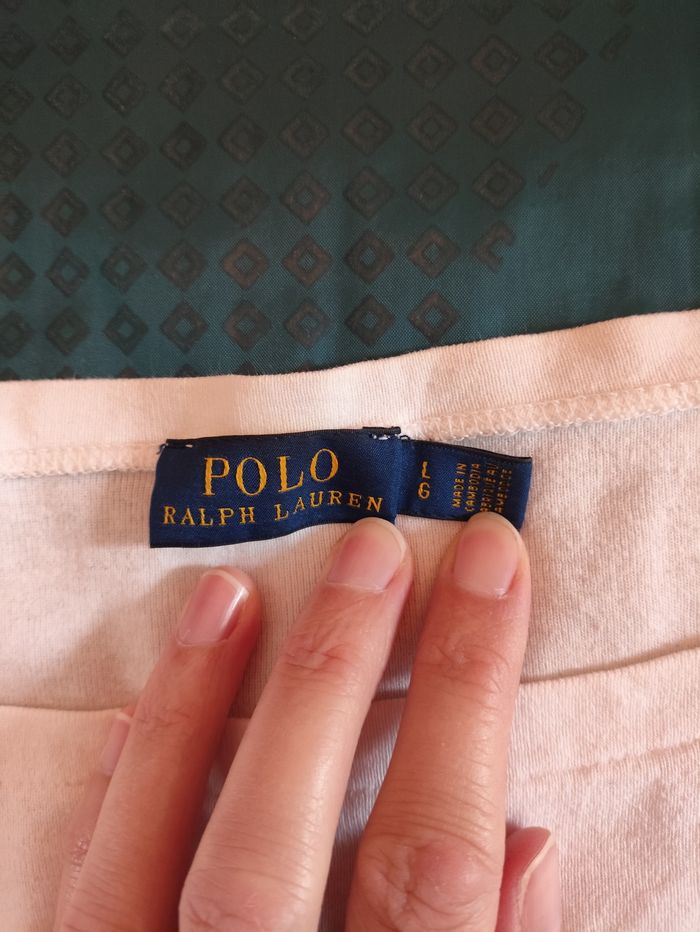 POLO
RALPH LAUREN
L
G
MADE IN
CAMBODIA